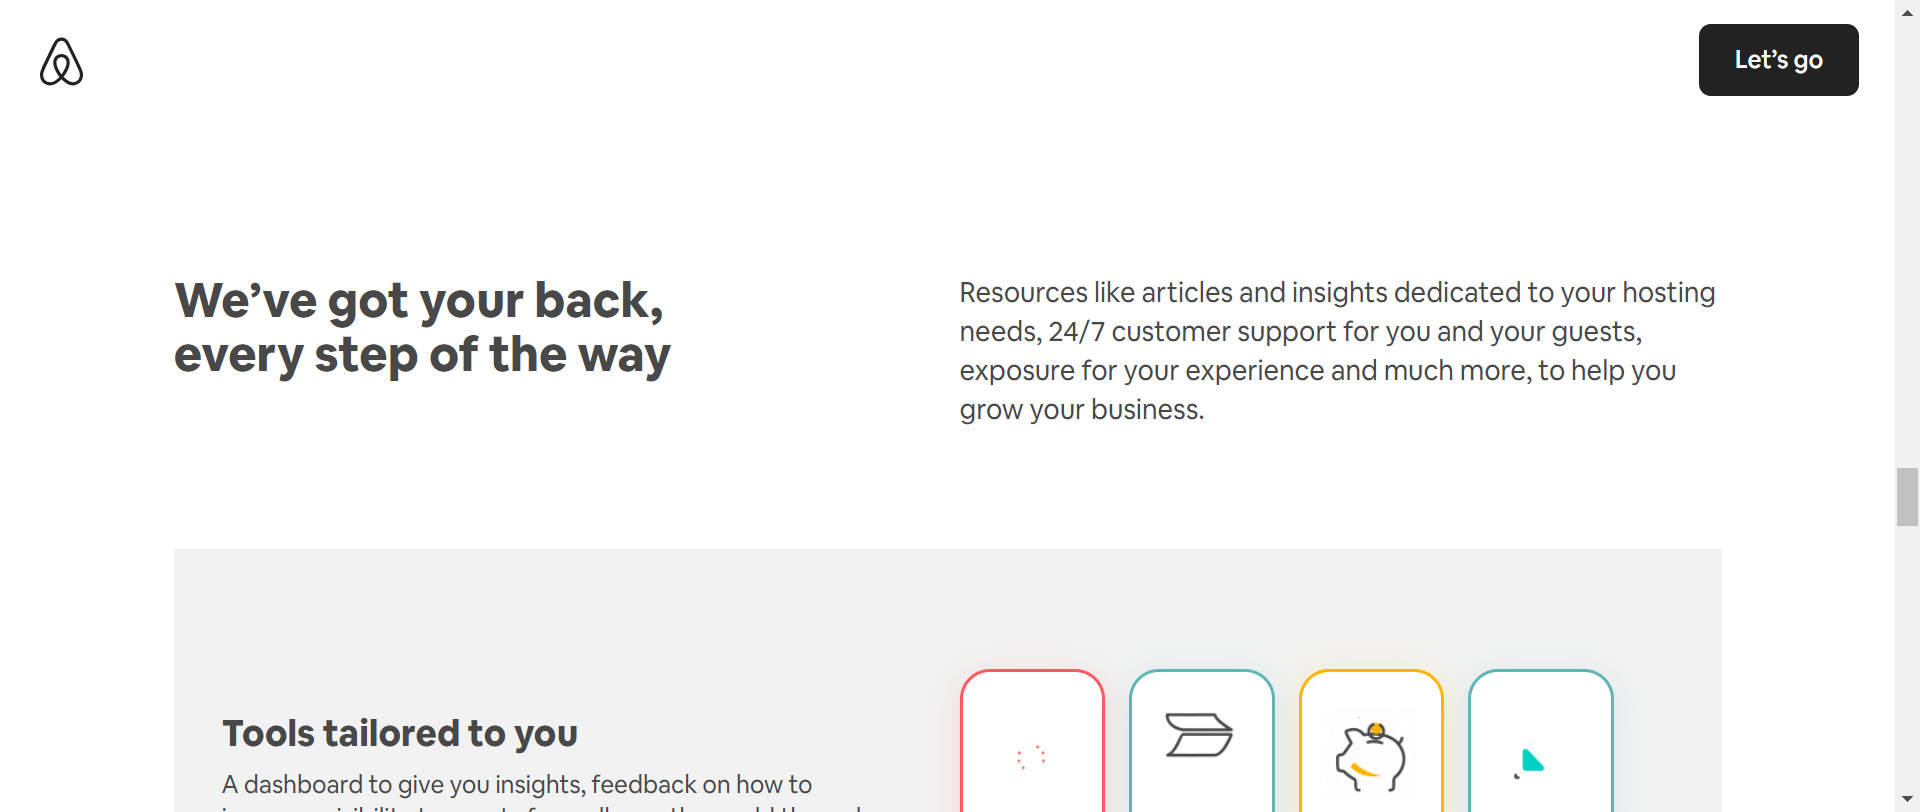 Let’s go
We’ve got your back,
every step of the way
Resources like articles and insights dedicated to your hosting
needs, 24/7 customer support for you and your guests,
exposure for your experience and much more, to help you
grow your business.
Tools tailored to you
A dashboard to give you insights, feedback on how to